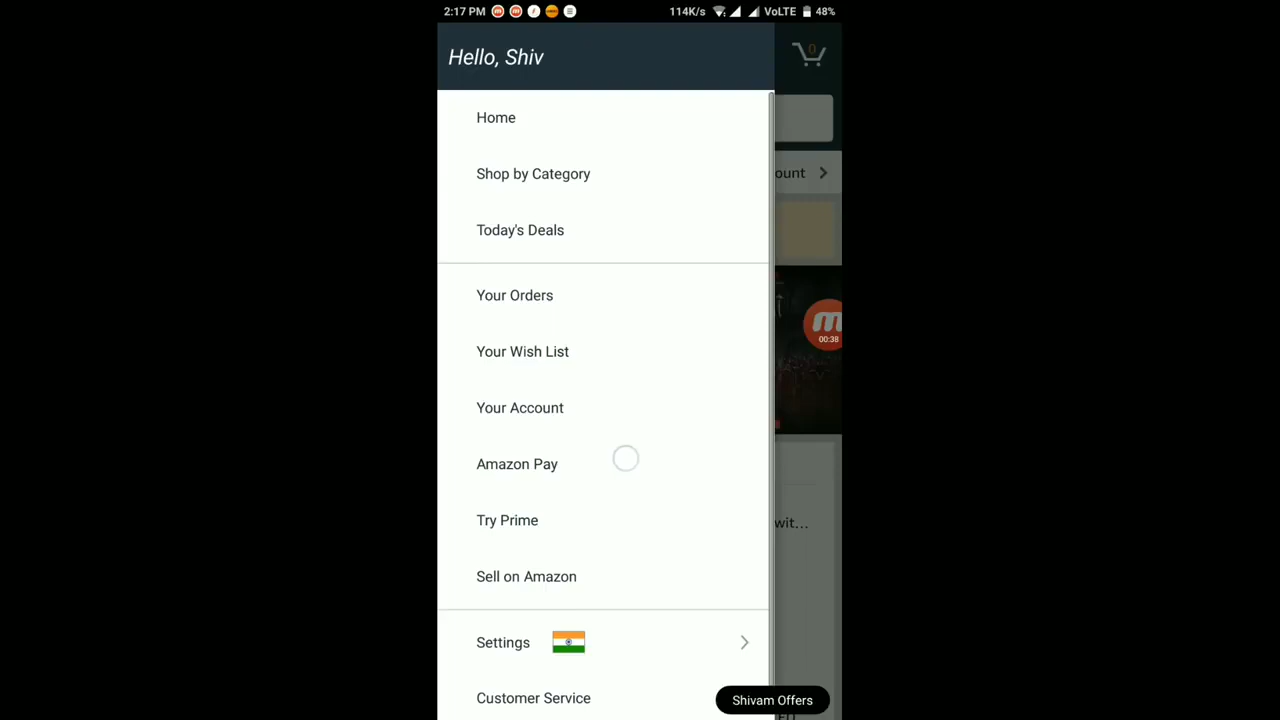 2:17 PM 114K/s VoLTE 48%
Hello, Shiv
0
Home
Shop by Category
ount
Today's Deals
Your Orders
00:38
Your Wish List
Your Account
Amazon Pay
Try Prime
wit...
Sell on Amazon
Settings
Customer Service
Shivam Offers